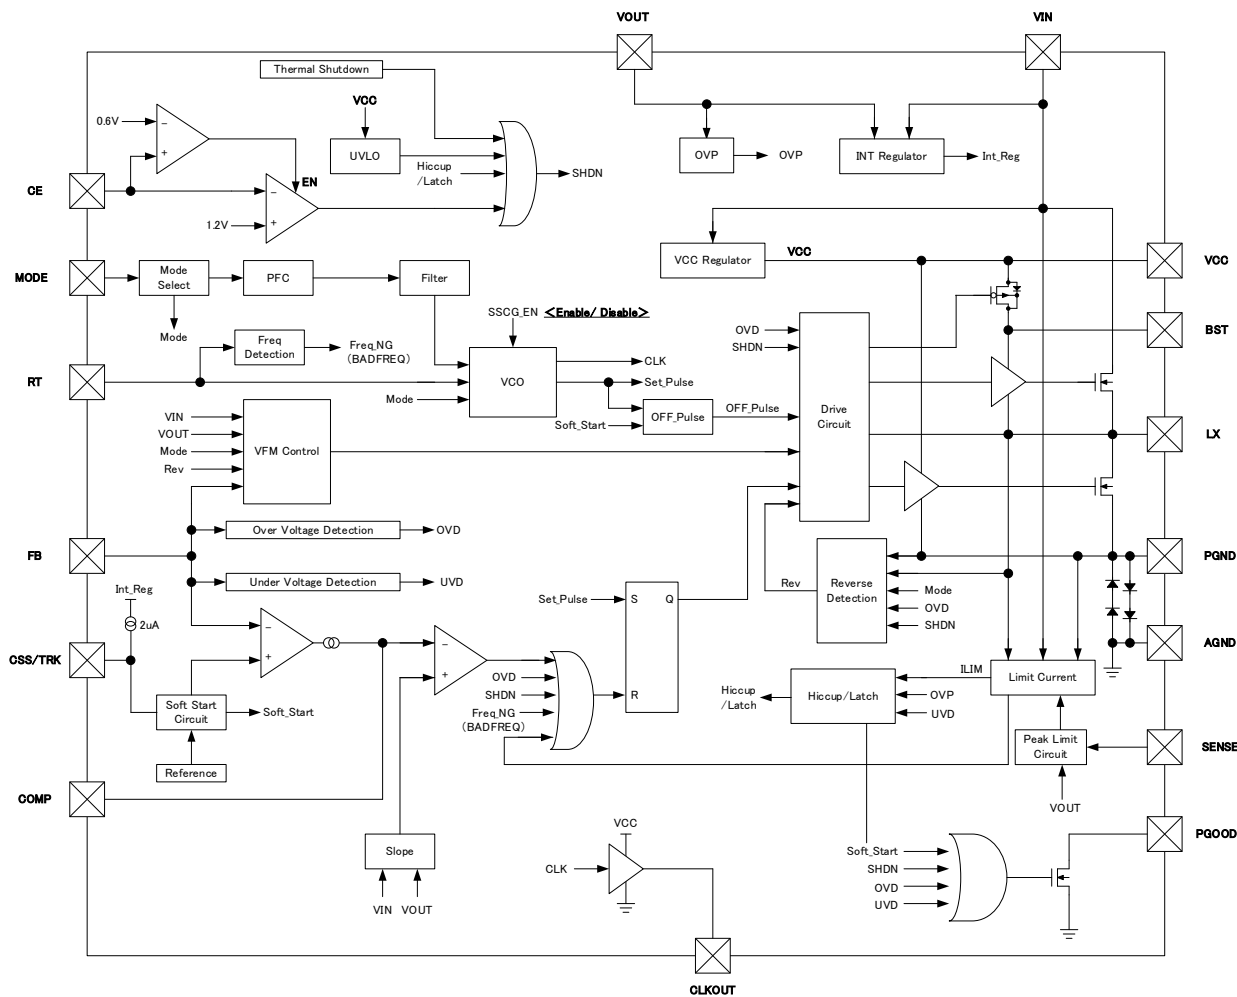 VOUT
VIN
Thermal Shutdown
VCC
0.6V
−
+
UVLO
Hiccup
/Latch
SHDN
OVP
OVP
INT Regulator
Int_Reg
CE
EN
−
+
1.2V
VCC Regulator
VCC
VCC
MODE
Mode
Select
PFC
Filter
Mode
SSCG_EN <Enable/ Disable>
BST
Freq
Detection
Freq_NG
(BADFREQ)
OVD
SHDN
RT
VCO
CLK
Set_Pulse
Mode
Soft_Start
OFF_Pulse
OFF_Pulse
Drive
Circuit
VIN
VOUT
Mode
Rev
VFM Control
LX
Over Voltage Detection
OVD
FB
PGND
Under Voltage Detection
UVD
Rev
Reverse
Detection
Mode
OVD
SHDN
Int_Reg
2uA
Set_Pulse
S
Q
R
−
+
−
+
CSS/TRK
AGND
OVD
SHDN
Freq_NG
(BADFREQ)
Soft Start
Circuit
Soft_Start
Reference
Hiccup
/Latch
Hiccup/Latch
ILIM
OVP
UVD
Limit Current
Peak Limit
Circuit
SENSE
VOUT
COMP
Slope
VIN
VOUT
VCC
CLK
PGOOD
Soft_Start
SHDN
OVD
UVD
CLKOUT